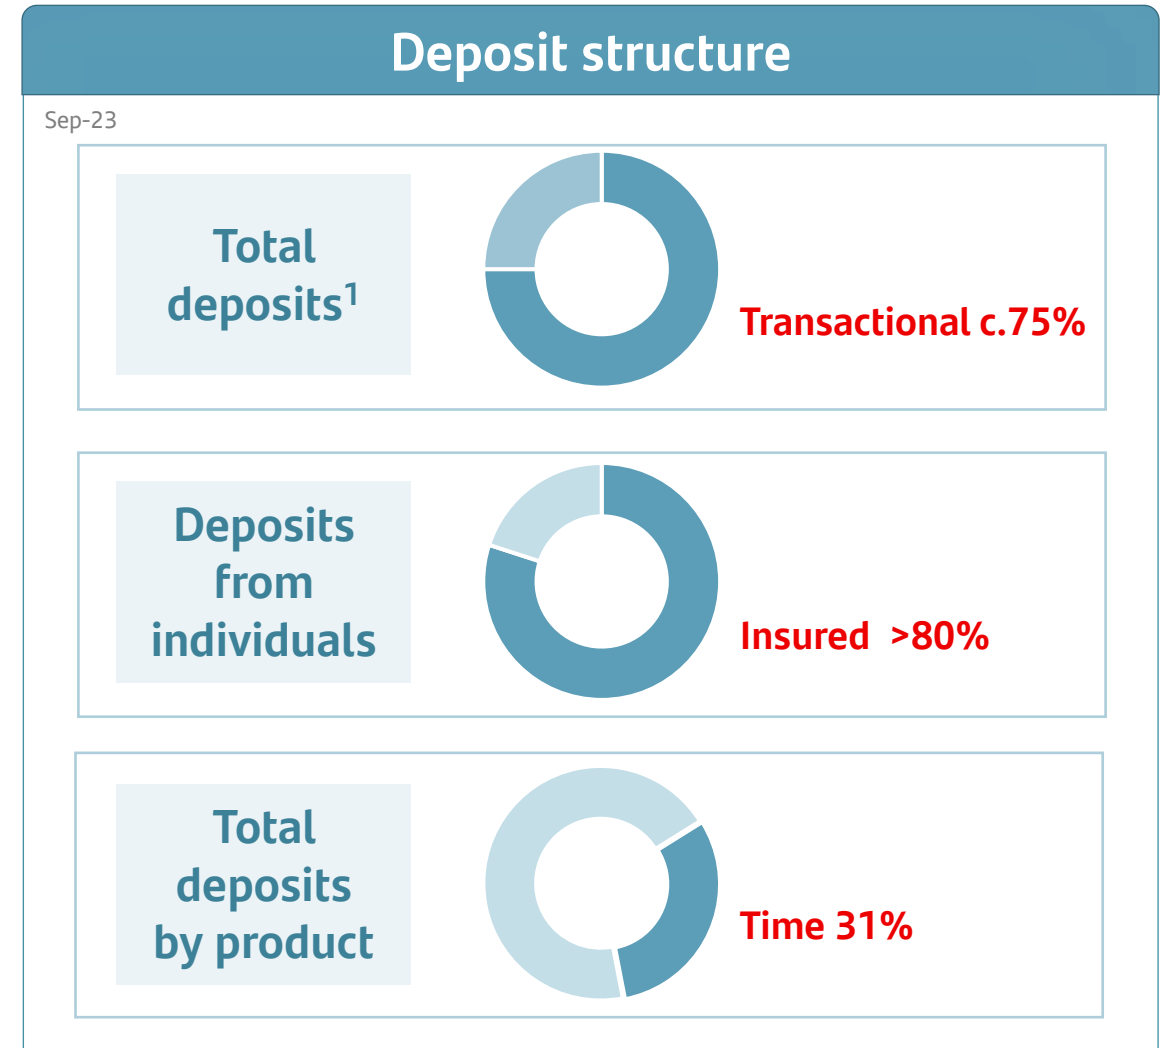 Deposit structure
Sep-23
Total
deposits¹
Transactional c.75%
Deposits
from
individuals
Insured >80%
Total
deposits
by product
Time 31%